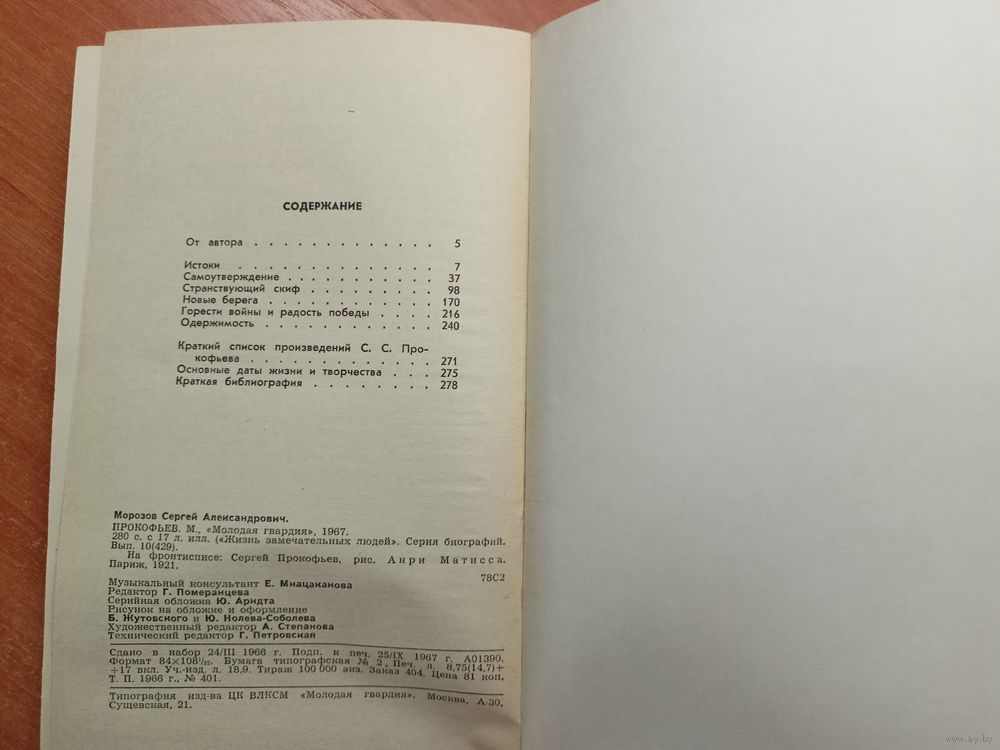 СОДЕРЖАНИЕ
От автора . . . . . . . . . . . . . 5
Истоки . . . . . . . . . . . . . . 7
Самоутверждение . . . . . . . . . . . 37
Странствующий скиф . . . . . . . . . . 98
Новые берега . . . . . . . . . . . . 170
Горести войны и радость победы . . . . 216
Одержимость . . . . . . . . . . . . 240
Краткий список произведений С. С. Про-
кофьева . . . . . . . . . . . . . 271
Основные даты жизни и творчества . . . 275
Краткая библиография . . . . . . . . 278
Морозов Сергей Александрович.
ПРОКОФЬЕВ. М., «Молодая гвардия», 1967.
280 с. с 17 л. илл. («Жизнь замечательных людей». Серия биографий.
Вып. 10(429).
На фронтисписе: Сергей Прокофьев, рис. Анри Матисса.
Париж, 1921.
78С2
Музыкальный консультант Е. Мнацаканова
Редактор Г. Померанцева
Серийная обложка Ю. Арндта
Рисунок на обложке и оформление
Б. Жутовского и Ю. Нолева-Соболева
Художественный редактор А. Степанова
Технический редактор Г. Петровская
Сдано в набор 24/III 1966 г. Подп. к печ. 25/IX 1967 г. А01390.
Формат 84×108¹/₃₂. Бумага типографская № 2. Печ. л. 8,75(14,7)+
+17 вкл. Уч.-изд. л. 18,9. Тираж 100 000 экз. Заказ 404. Цена 81 коп.
Т. П. 1966 г., № 401.
Типография изд-ва ЦК ВЛКСМ «Молодая гвардия». Москва, А-30,
Сущевская, 21.
www.ay.by